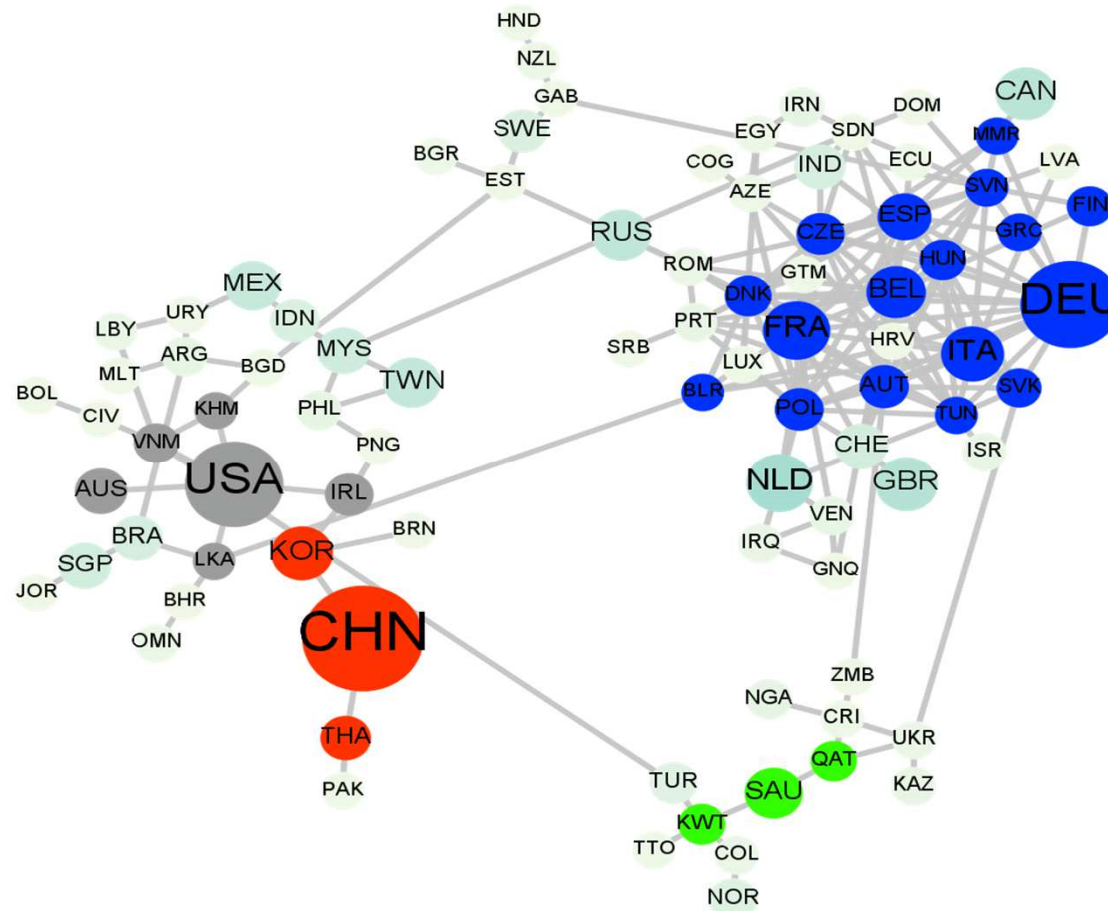 HND
NZL
GAB
SWE
BGR
EST
IRN
DOM
CAN
EGY
SDN
MMR
COG
IND
ECU
LVA
AZE
SVN
FIN
RUS
CZE
ESP
GRC
HUN
ROM
GTM
DNK
BEL
DEU
MEX
URY
IDN
LBY
FRA
PRT
SRB
HRV
ITA
MYS
ARG
BGD
MLT
LUX
TWN
BLR
AUT
SVK
BOL
CIV
KHM
PHL
POL
TUN
VNM
PNG
CHE
ISR
AUS
USA
IRL
NLD
GBR
VEN
BRA
KOR
BRN
IRQ
SGP
LKA
GNQ
JOR
BHR
OMN
CHN
ZMB
NGA
CRI
THA
UKR
QAT
PAK
TUR
SAU
KAZ
KWT
TTO
COL
NOR